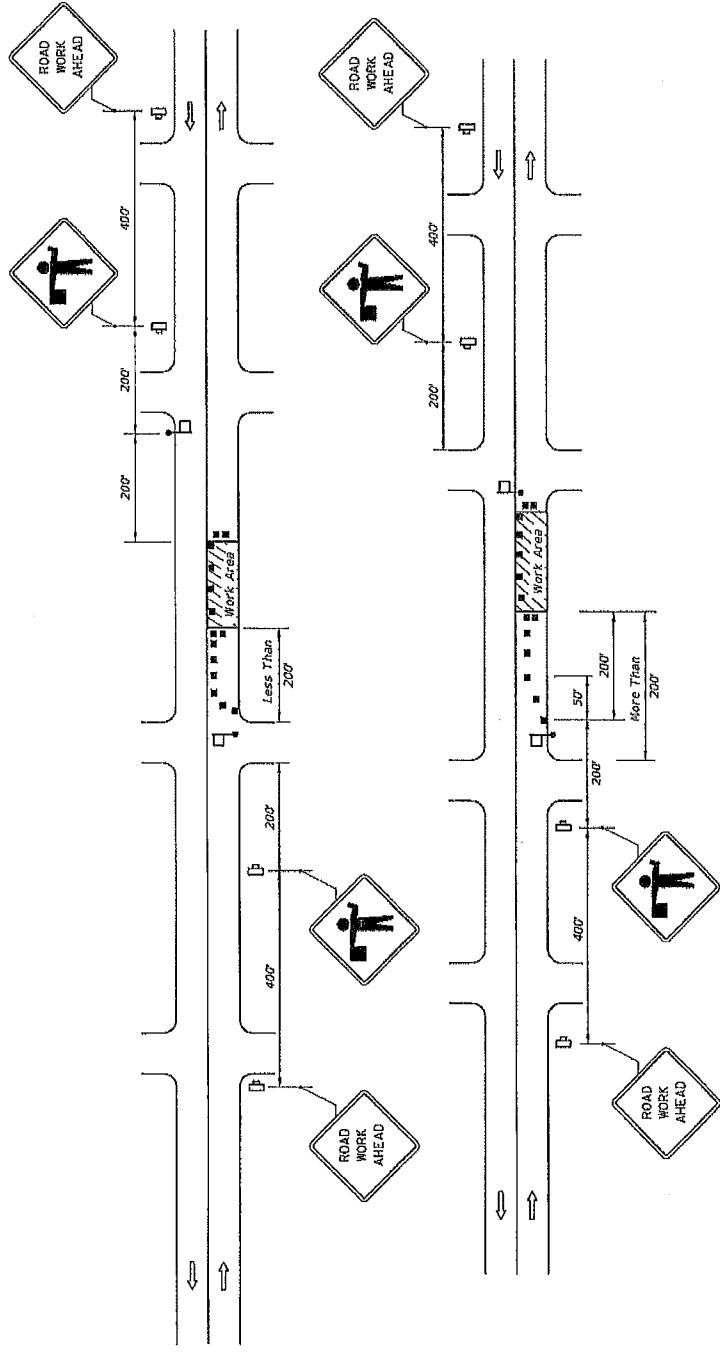 ROAD
WORK
AHEAD
400'
200'
200'
Work Area
Less Than
200'
200'
400'
ROAD
WORK
AHEAD
ROAD
WORK
AHEAD
400'
200'
Work Area
200'
More Than
200'
50'
200'
400'
ROAD
WORK
AHEAD